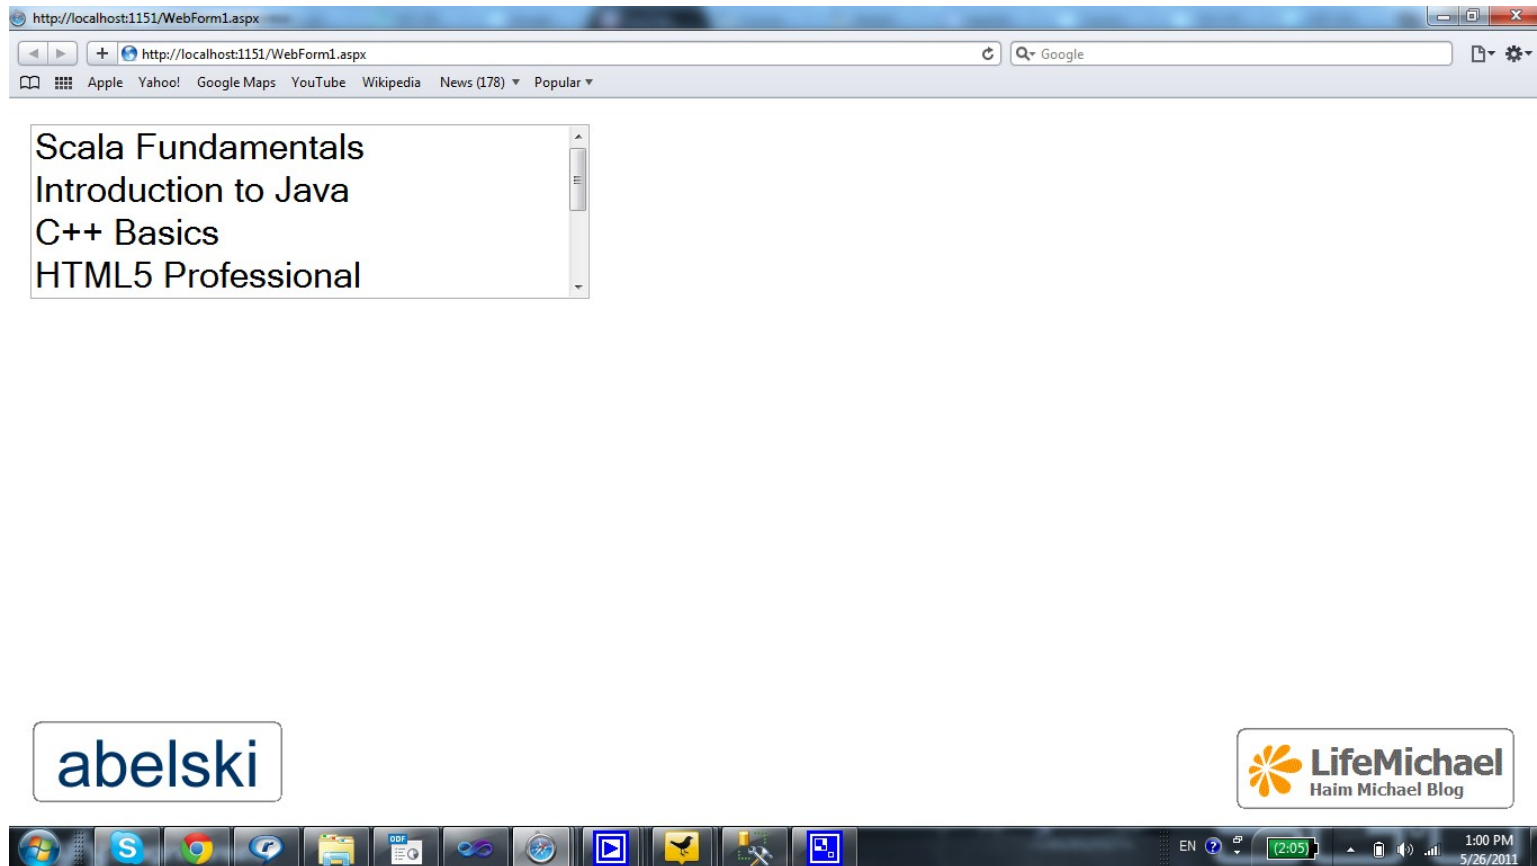 http://localhost:1151/WebForm1.aspx
http://localhost:1151/WebForm1.aspx
Google
Apple Yahoo! Google Maps YouTube Wikipedia News (178) Popular
Scala Fundamentals
Introduction to Java
C++ Basics
HTML5 Professional
abelski
LifeMichael
Haim Michael Blog
ODF
EN (2:05) 1:00 PM
5/26/2011